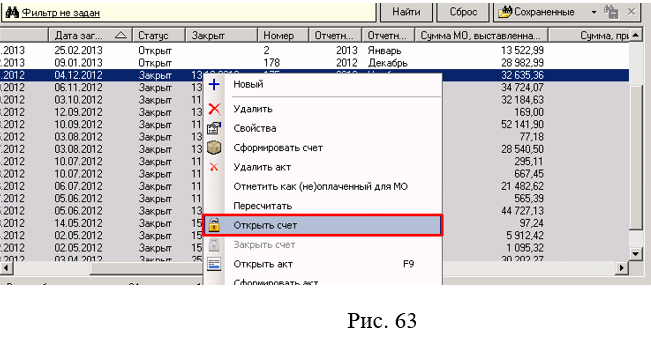 Фильтр не задан Найти Сброс Сохраненные
Дата заг... Статус Закрыт Номер Отчетн... Отчетн... Сумма МО, выставленна... Сумма, при
.2013 25.02.2013 Открыт 2 2013 Январь 13 522,99
.2013 09.01.2013 Открыт 178 2012 Декабрь 28 982,99
.2012 04.12.2012 Закрыт 32 635,36
.2012 06.11.2012 Закрыт 13 34 724,07
.2012 03.10.2012 Закрыт 11 32 184,63
.2012 12.09.2012 Закрыт 13 169,00
.2012 10.09.2012 Закрыт 11 52 141,90
.2012 03.08.2012 Закрыт 13 77,18
.2012 03.08.2012 Закрыт 13 28 540,50
.2012 10.07.2012 Закрыт 11 295,11
.2012 10.07.2012 Закрыт 11 667,45
.2012 06.07.2012 Закрыт 11 21 482,62
.2012 05.06.2012 Закрыт 15 565,39
.2012 05.06.2012 Закрыт 13 44 727,13
.2012 14.05.2012 Закрыт 15 97,24
.2012 02.05.2012 Закрыт 15 5 912,42
.2012 02.05.2012 Закрыт 15 1 095,32
.2012 03.04.2012 Закрыт 11 30 202,27
Новый
Удалить
Свойства
Сформировать счет
Удалить акт
Отметить как (не)оплаченный для МО
Пересчитать
Открыть счет
Закрыть счет
Открыть акт F9
Сформировать акт
Рис. 63